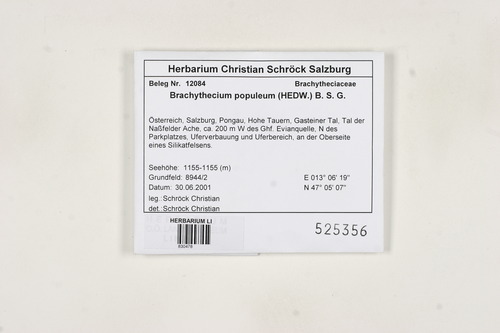 Herbarium Christian Schröck Salzburg
Beleg Nr. 12084 Brachytheciaceae
Brachythecium populeum (HEDW.) B. S. G.
Österreich, Salzburg, Pongau, Hohe Tauern, Gasteiner Tal, Tal der
Naßfelder Ache, ca. 200 m W des Ghf. Evianquelle, N des
Parkplatzes, Uferverbauung und Uferbereich, an der Oberseite
eines Silikatfelsens.
Seehöhe: 1155-1155 (m)
Grundfeld: 8944/2 E 013° 06' 19"
Datum: 30.06.2001 N 47° 05' 07"
leg.:Schröck Christian
det.:Schröck Christian
HERBARIUM LI
525356